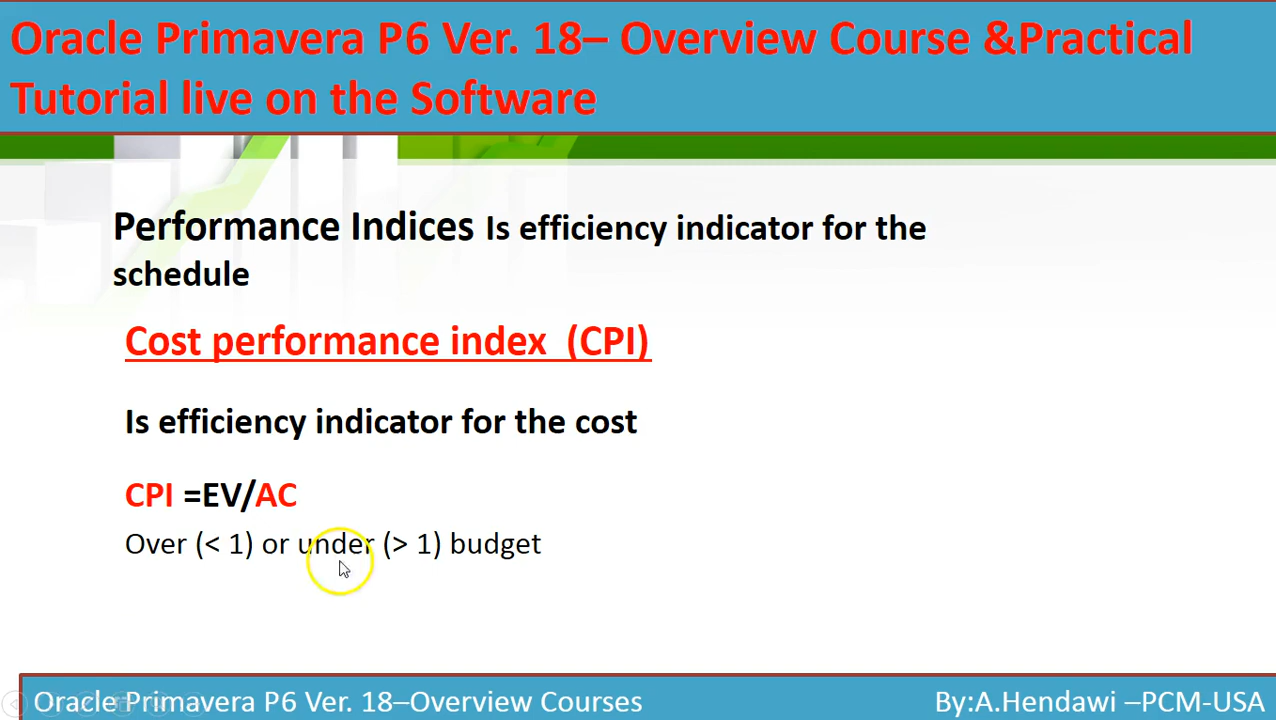 Oracle Primavera P6 Ver. 18– Overview Course &Practical
Tutorial live on the Software
Performance Indices Is efficiency indicator for the
schedule
Cost performance index (CPI)
Is efficiency indicator for the cost
CPI =EV/AC
Over (< 1) or under (> 1) budget
Oracle Primavera P6 Ver. 18–Overview Courses
By:A.Hendawi –PCM-USA